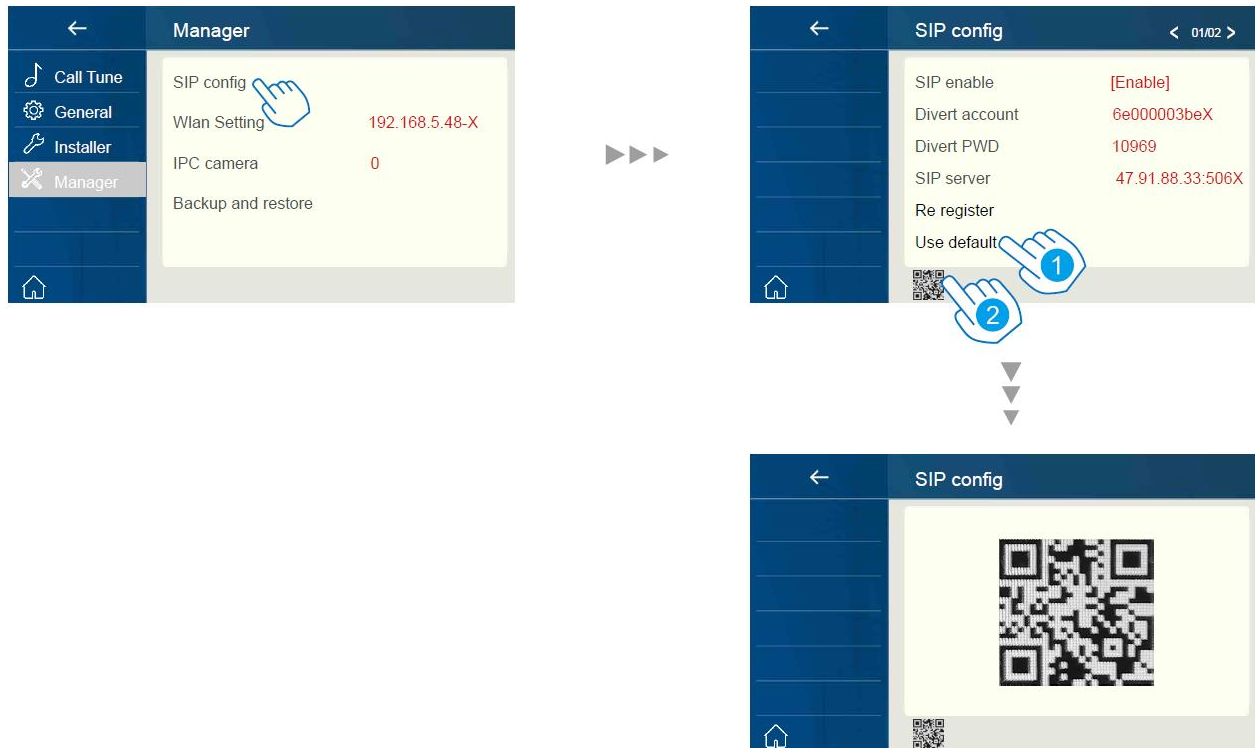 Manager
Call Tune
General
Installer
Manager
SIP config
Wlan Setting 192.168.5.48-X
IPC camera 0
Backup and restore
SIP config < 01/02 >
SIP enable [Enable]
Divert account 6e000003beX
Divert PWD 10969
SIP server 47.91.88.33:506X
Re register
Use default
1
2
SIP config